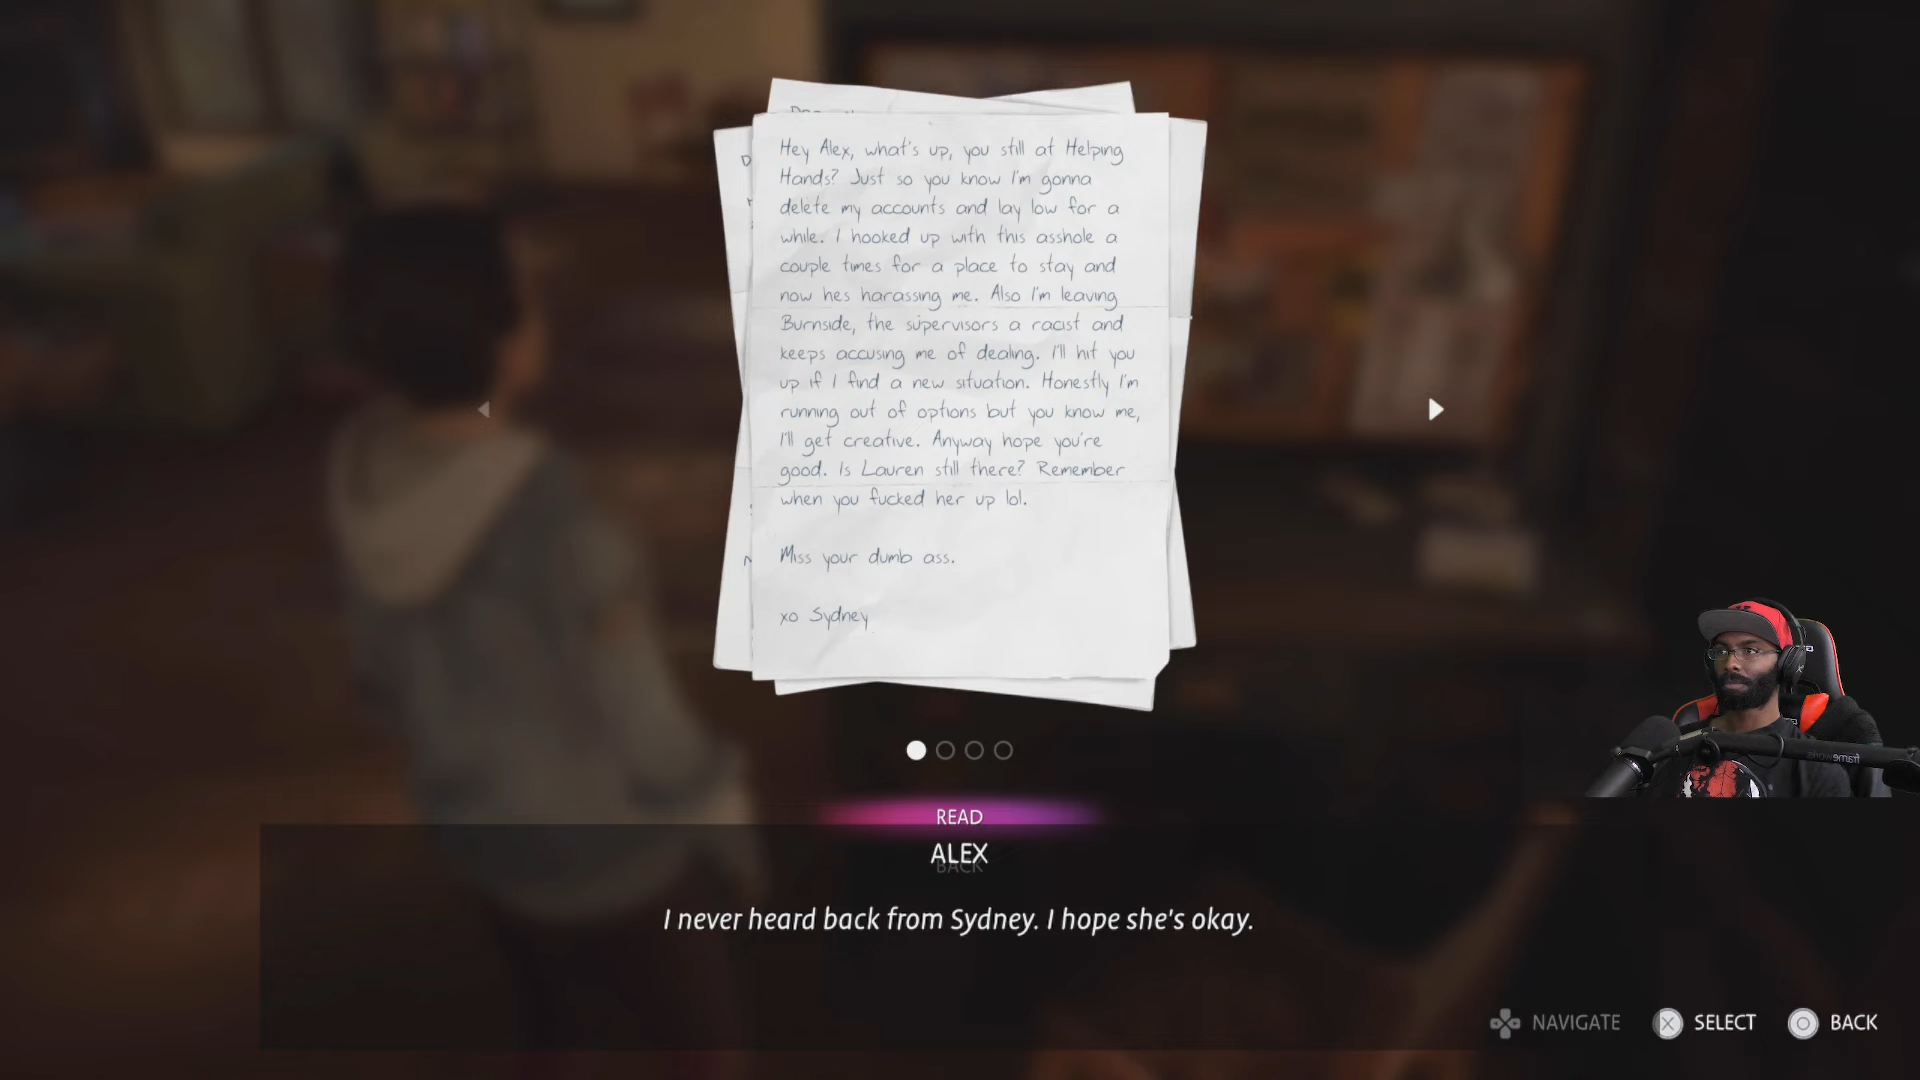 Hey Alex, what's up, you still at Helping
Hands? Just so you know I'm gonna
delete my accounts and lay low for a
while. I hooked up with this asshole a
couple times for a place to stay and
now hes harassing me. Also I'm leaving
Burnside, the supervisors a racist and
keeps accusing me of dealing. I'll hit you
up if I find a new situation. Honestly I'm
running out of options but you know me,
I'll get creative. Anyway hope you're
good. Is Lauren still there? Remember
when you fucked her up lol.
Miss your dumb ass.
xo Sydney
READ
ALEX
BACK
I never heard back from Sydney. I hope she's okay.
NAVIGATE
SELECT
BACK